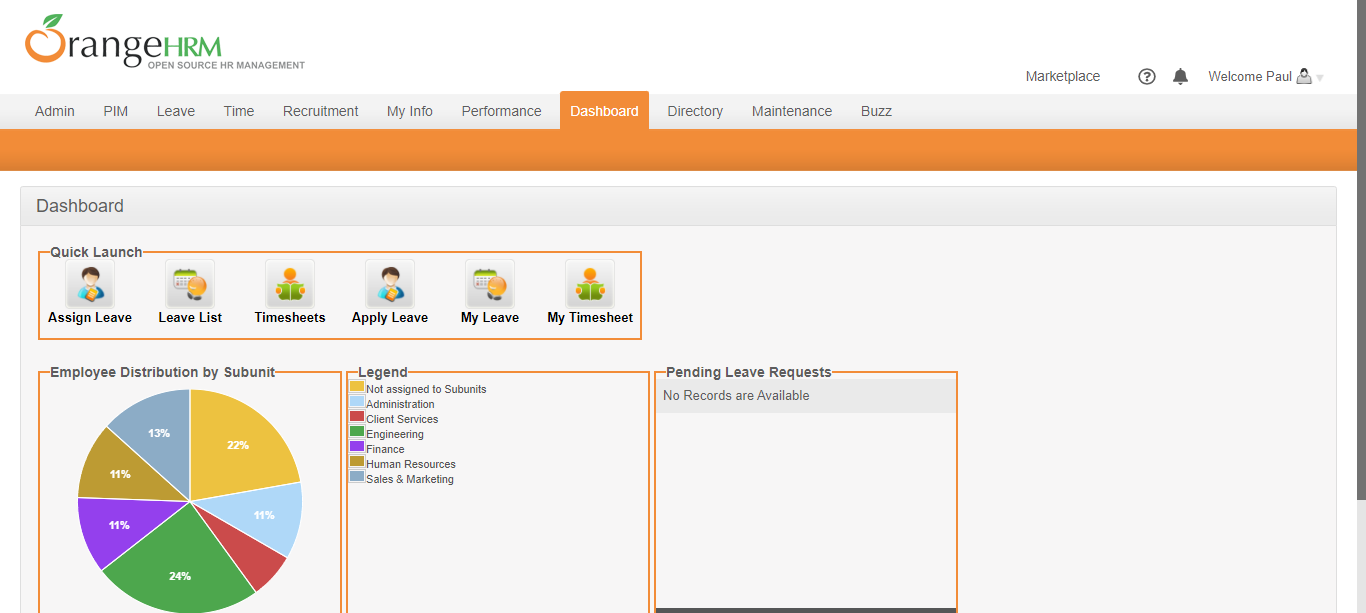 OrangeHRM
OPEN SOURCE HR MANAGEMENT
Marketplace ? Welcome Paul
Admin PIM Leave Time Recruitment My Info Performance Dashboard Directory Maintenance Buzz
Dashboard
Quick Launch
Assign Leave Leave List Timesheets Apply Leave My Leave My Timesheet
Employee Distribution by Subunit
13%
22%
11%
11%
11%
24%
Legend
Not assigned to Subunits
Administration
Client Services
Engineering
Finance
Human Resources
Sales & Marketing
Pending Leave Requests
No Records are Available